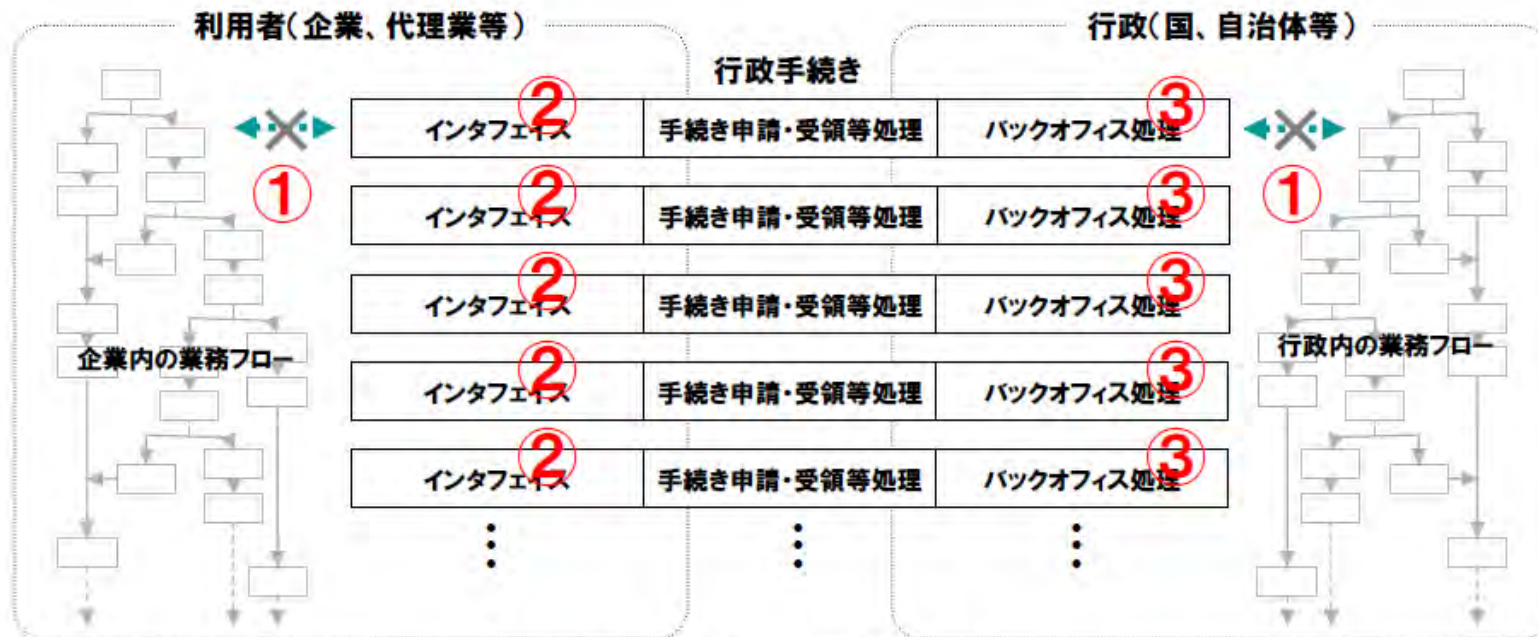 利用者(企業、代理業等)
行政(国、自治体等)
行政手続き
② ③
インタフェイス 手続き申請・受領等処理 バックオフィス処理
① ①
② ③
インタフェイス 手続き申請・受領等処理 バックオフィス処理
② ③
インタフェイス 手続き申請・受領等処理 バックオフィス処理
企業内の業務フロー
行政内の業務フロー
② ③
インタフェイス 手続き申請・受領等処理 バックオフィス処理
② ③
インタフェイス 手続き申請・受領等処理 バックオフィス処理